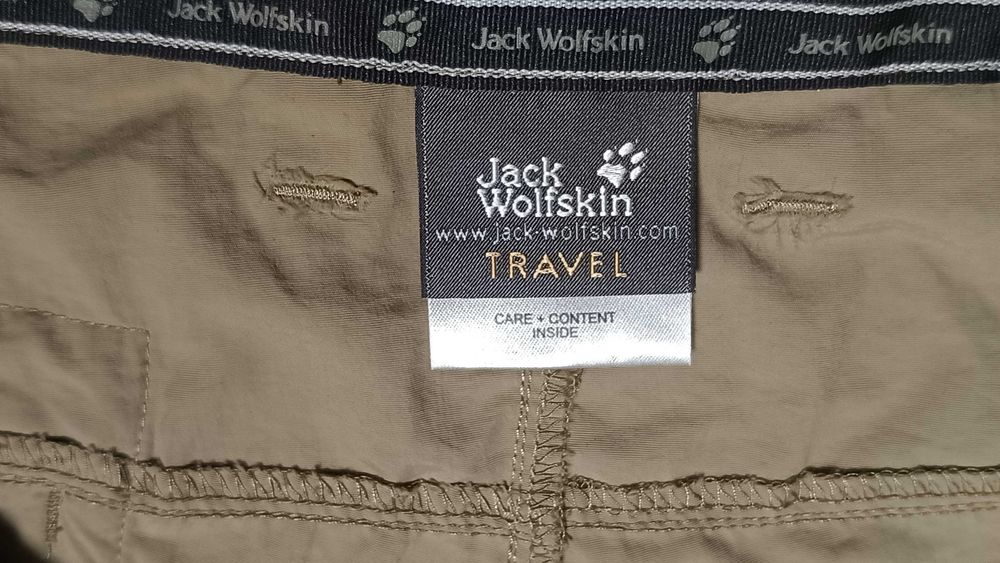 Jack Wolfskin Jack Wolfskin Jack Wolfskin
Jack
Wolfskin
www.jack-wolfskin.com
TRAVEL
CARE + CONTENT
INSIDE